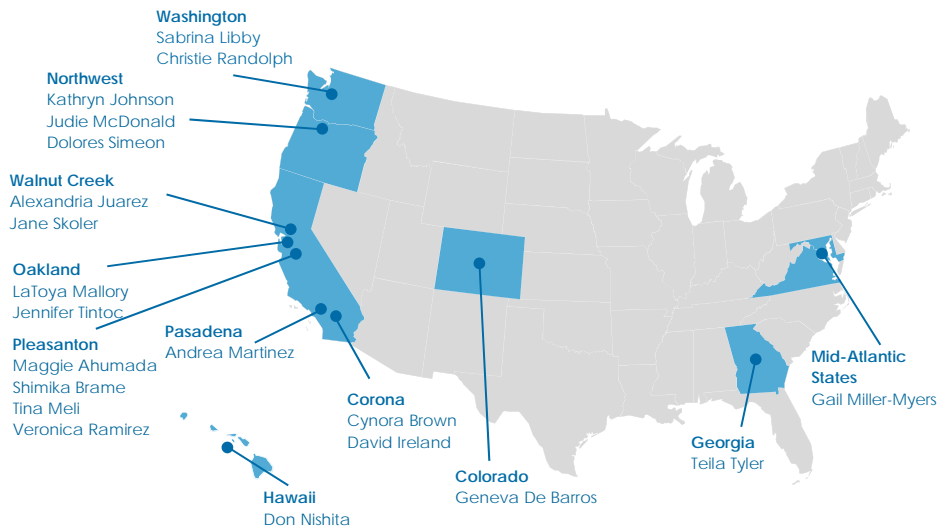 Washington
Sabrina Libby
Christie Randolph
Northwest
Kathryn Johnson
Judie McDonald
Dolores Simeon
Walnut Creek
Alexandria Juarez
Jane Skoler
Oakland
LaToya Mallory
Jennifer Tintoc
Pleasanton
Maggie Ahumada
Shimika Brame
Tina Meli
Veronica Ramirez
Pasadena
Andrea Martinez
Corona
Cynora Brown
David Ireland
Hawaii
Don Nishita
Colorado
Geneva De Barros
Georgia
Teila Tyler
Mid-Atlantic
States
Gail Miller-Myers